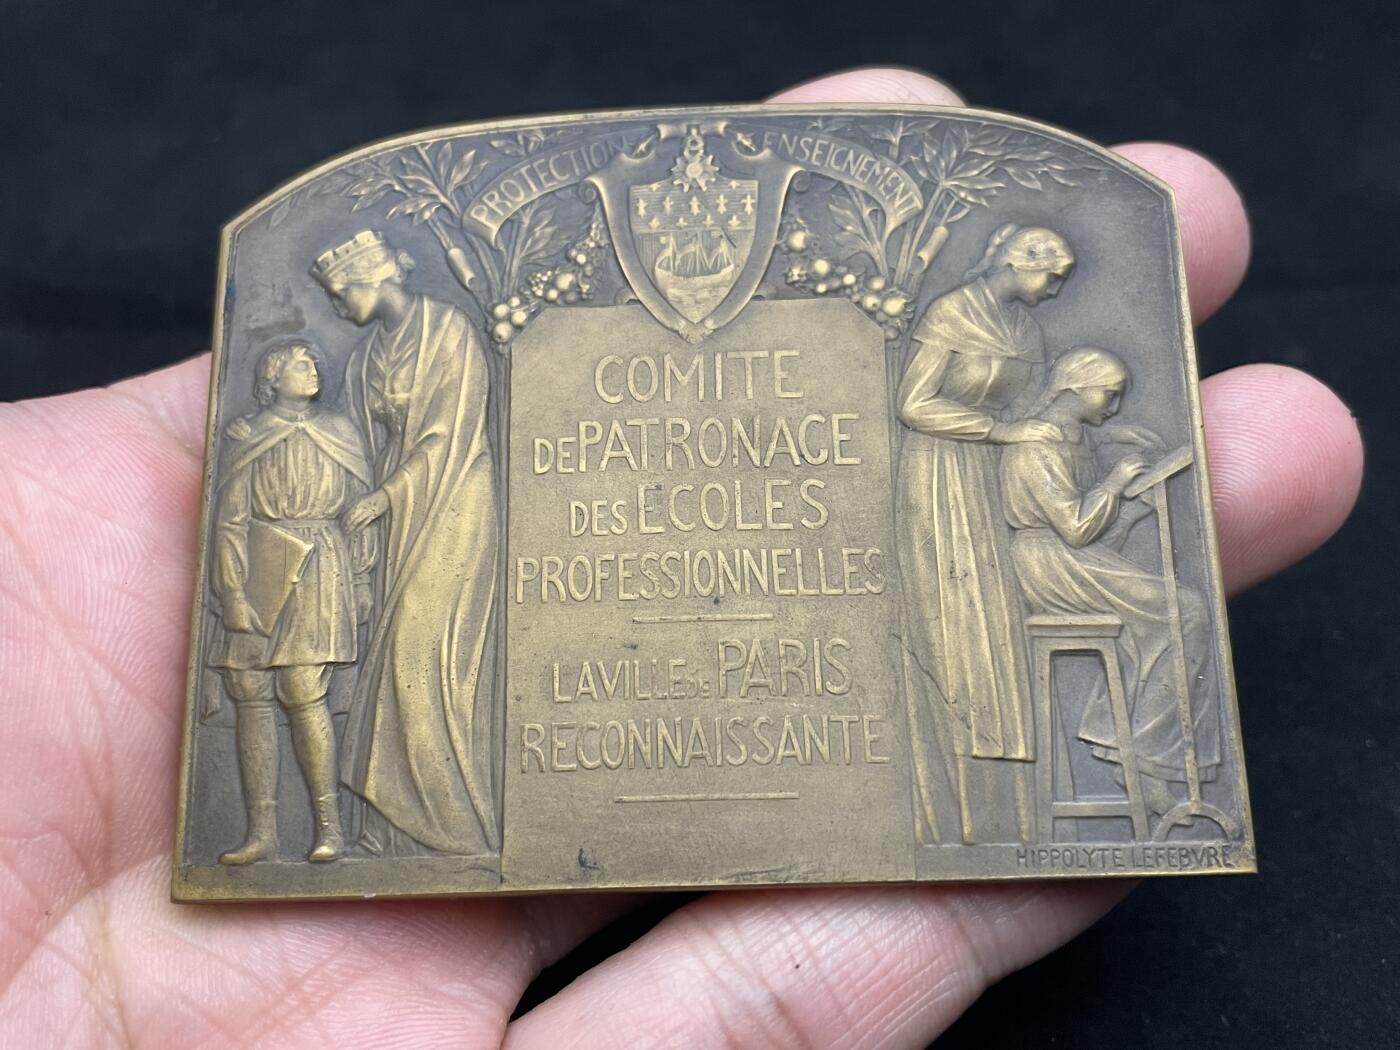 PROTECTION
ENSEIGNEMENT
COMITE
DE PATRONAGE
DES ECOLES
PROFESSIONNELLES
LA VILLE DE PARIS
RECONNAISSANTE
HIPPOLYTE LEFEBVRE